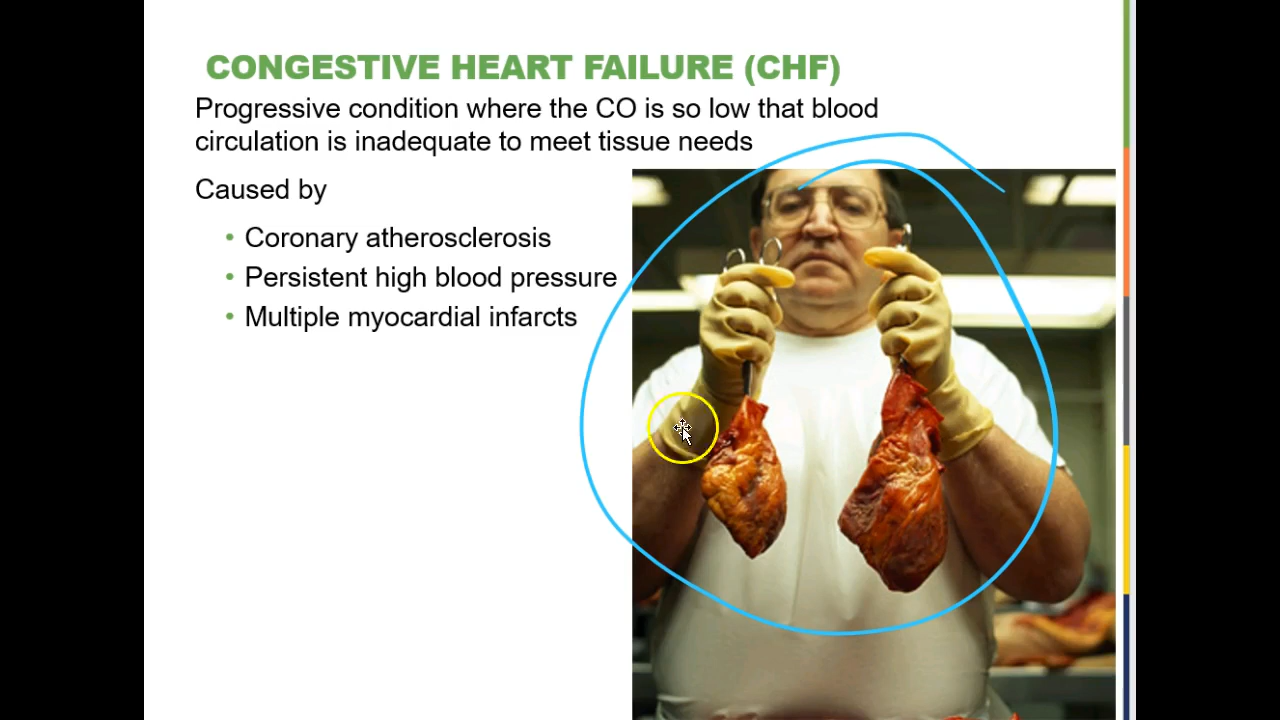 CONGESTIVE HEART FAILURE (CHF)
Progressive condition where the CO is so low that blood
circulation is inadequate to meet tissue needs
Caused by
• Coronary atherosclerosis
• Persistent high blood pressure
• Multiple myocardial infarcts